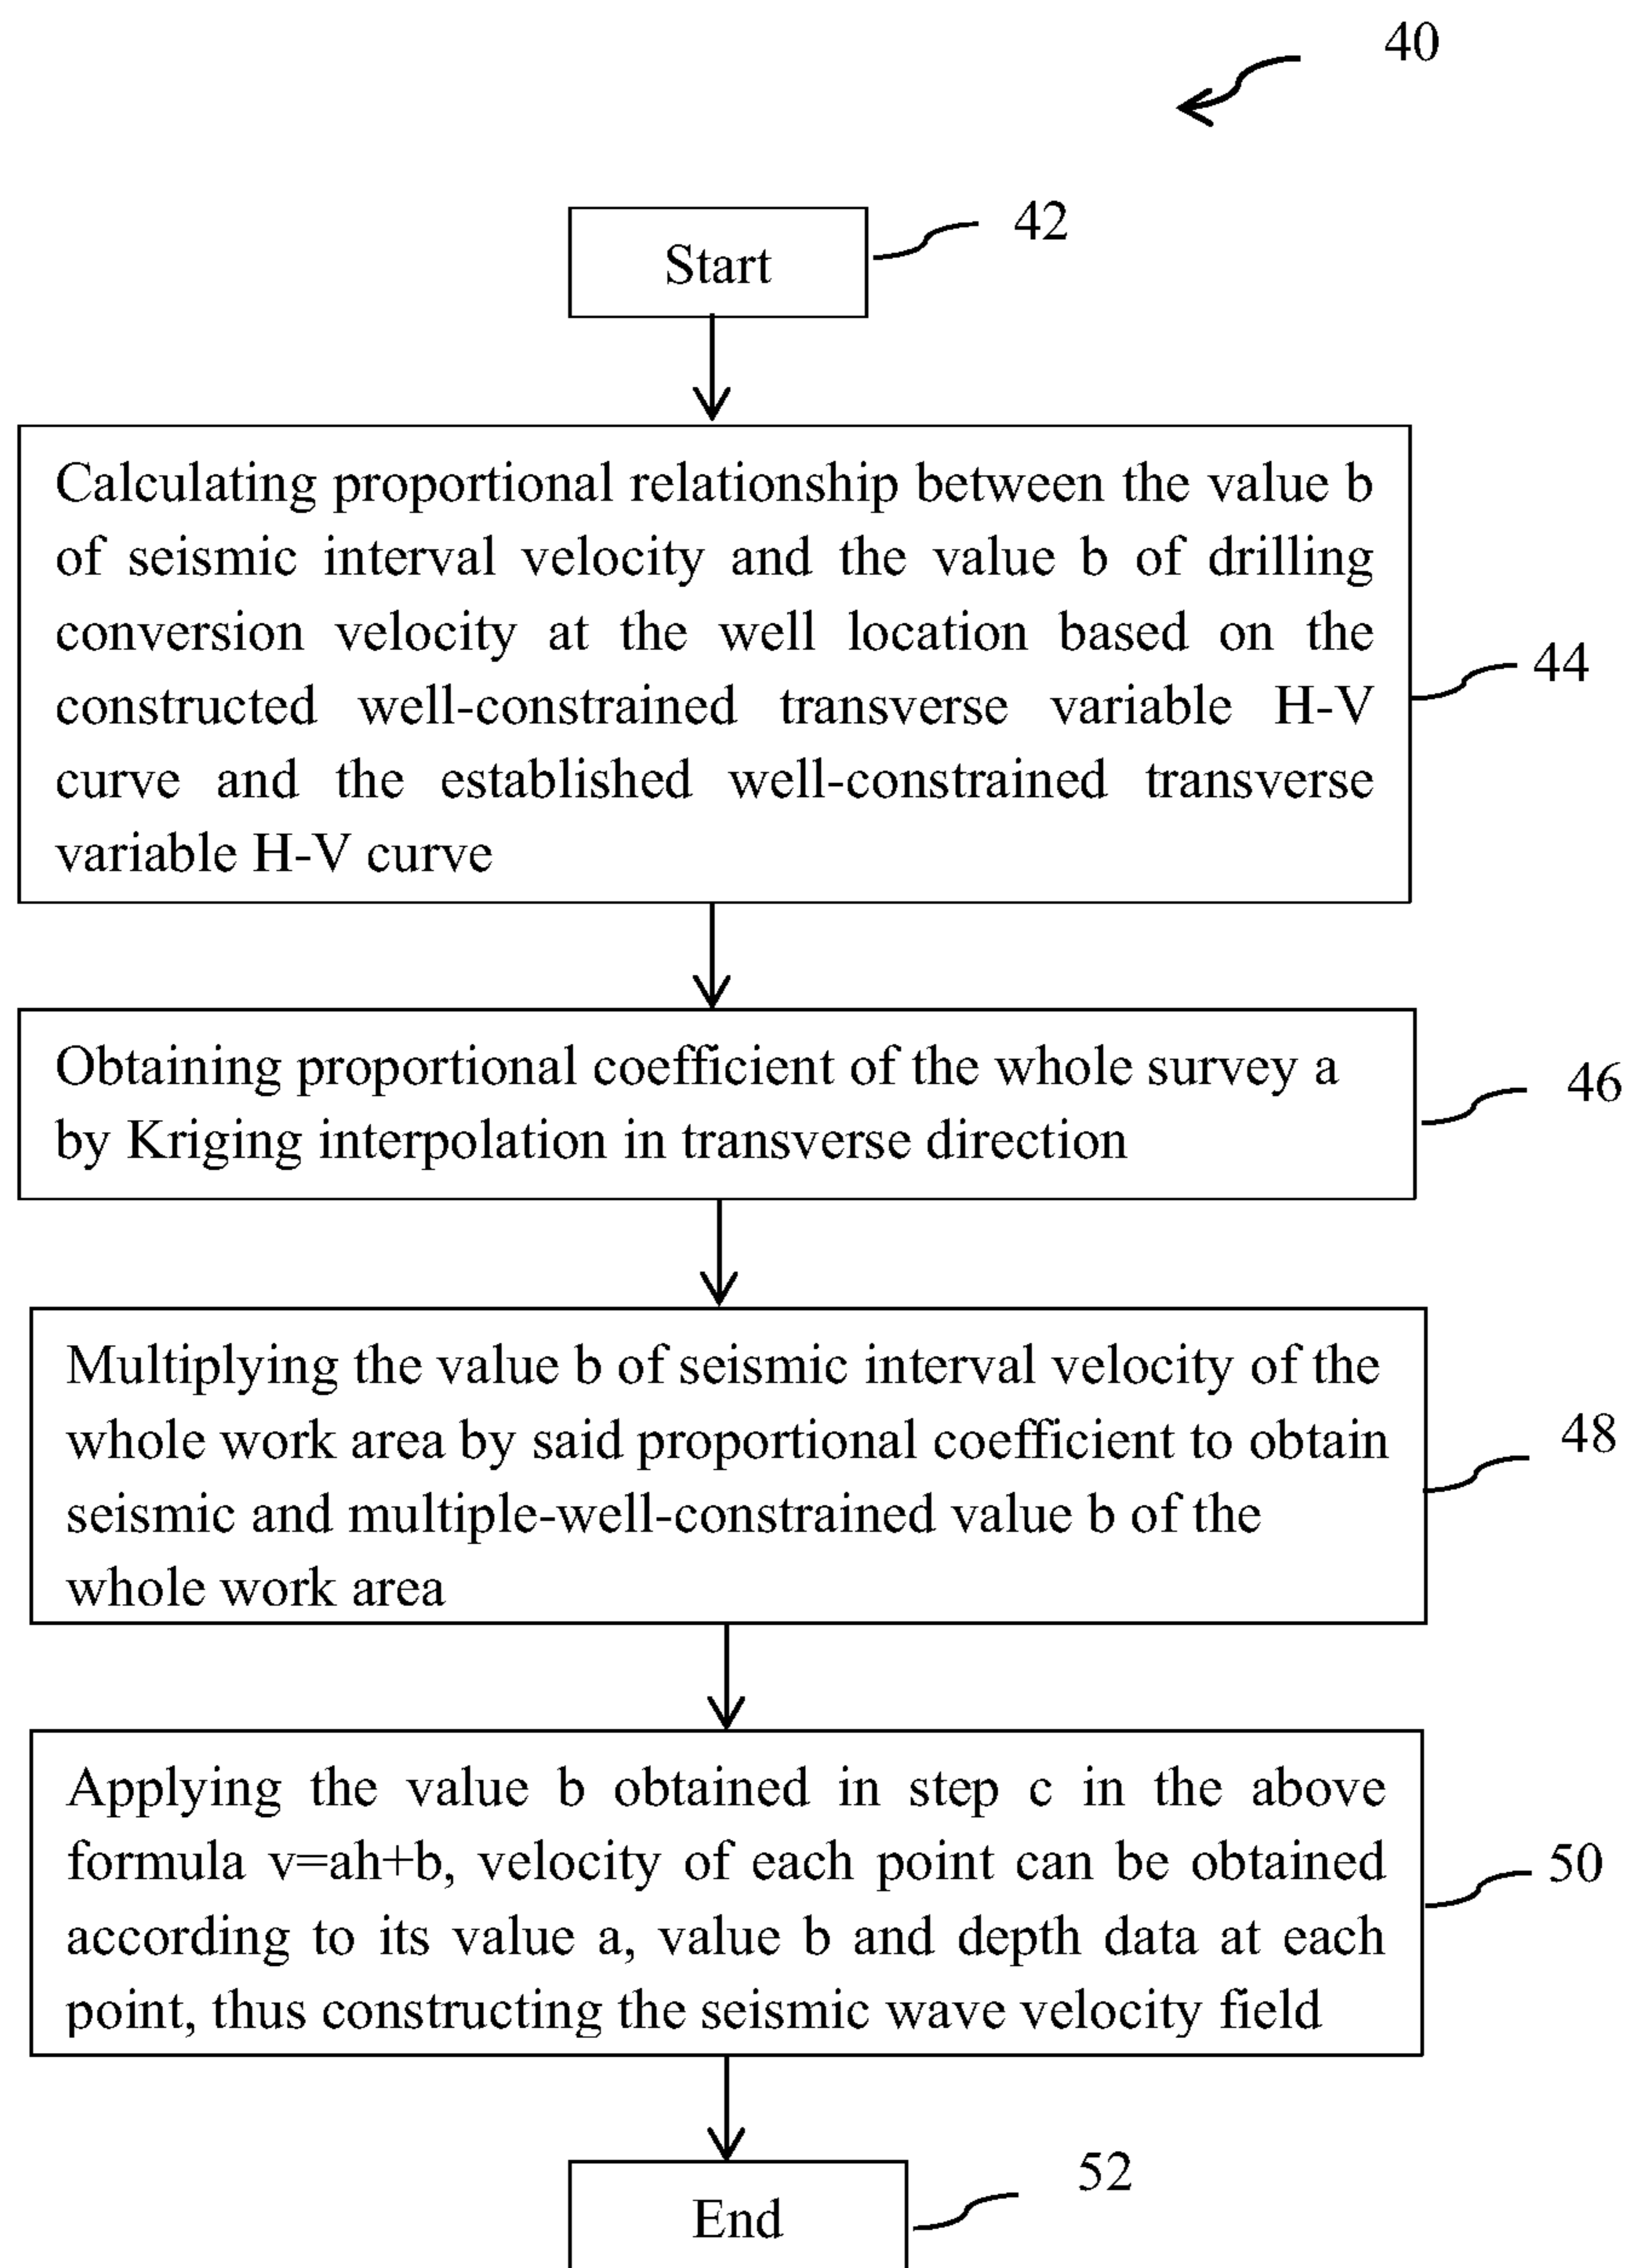 40
42
Start
Calculating proportional relationship between the value b
of seismic interval velocity and the value b of drilling
conversion velocity at the well location based on the
constructed well-constrained transverse variable H-V
curve and the established well-constrained transverse
variable H-V curve
44
Obtaining proportional coefficient of the whole survey a
by Kriging interpolation in transverse direction
46
Multiplying the value b of seismic interval velocity of the
whole work area by said proportional coefficient to obtain
seismic and multiple-well-constrained value b of the
whole work area
48
Applying the value b obtained in step c in the above
formula v=ah+b, velocity of each point can be obtained
according to its value a, value b and depth data at each
point, thus constructing the seismic wave velocity field
50
52
End